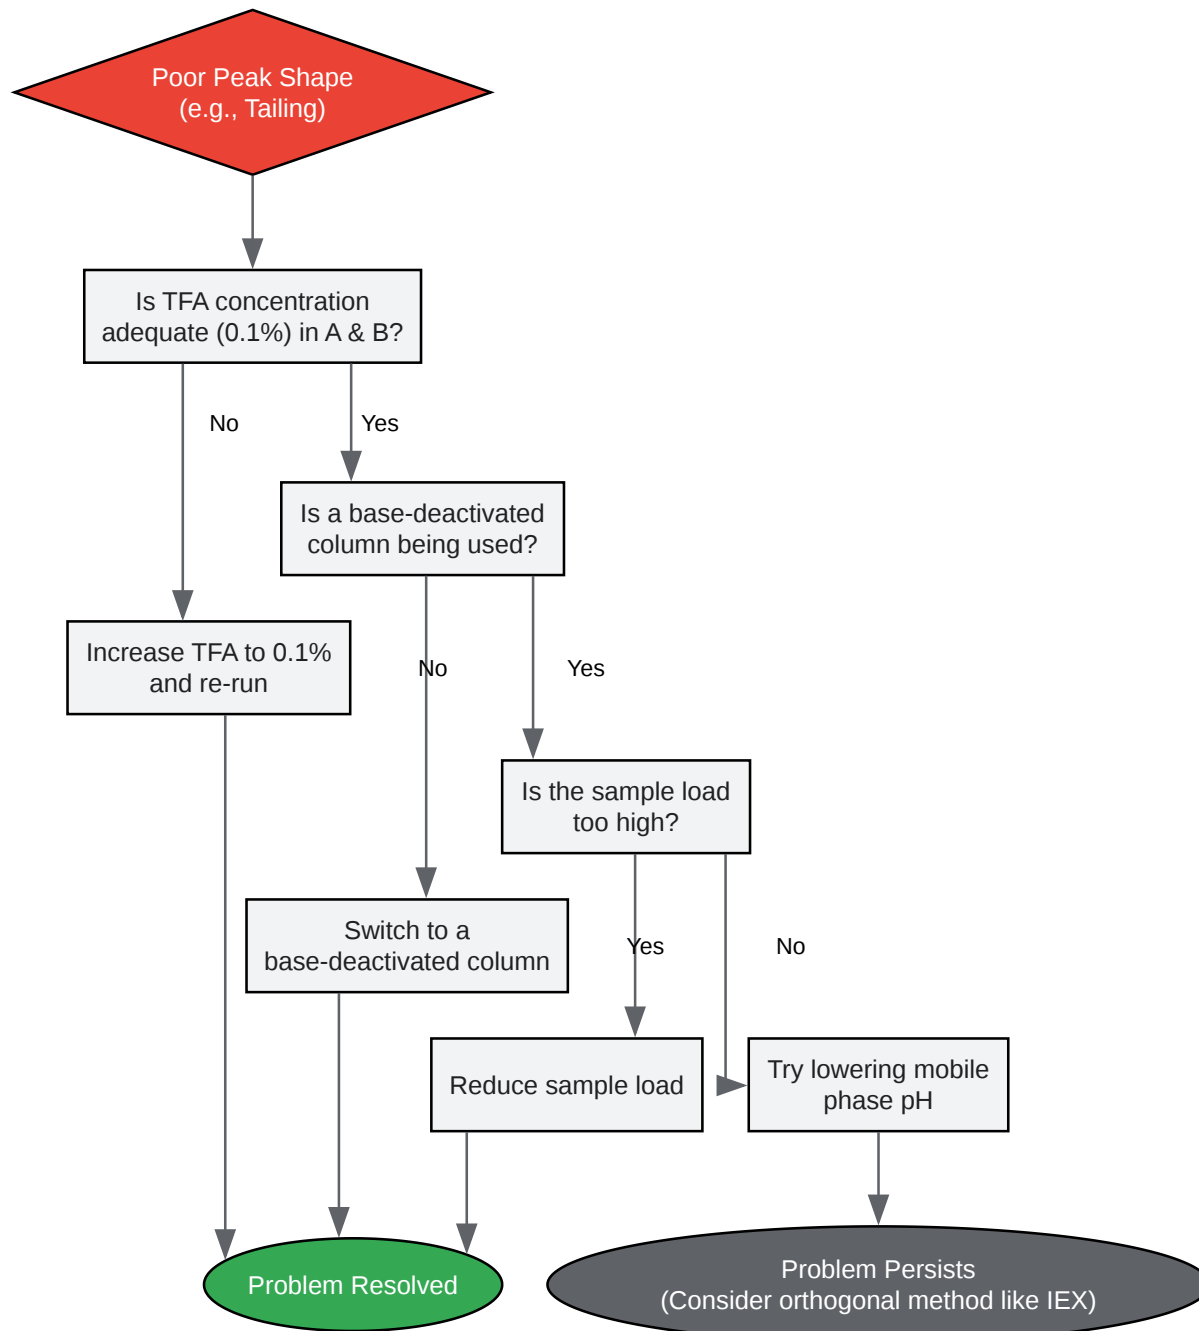 Poor Peak Shape
(e.g., Tailing)
Is TFA concentration
adequate (0.1%) in A & B?
No
Yes
Is a base-deactivated
column being used?
Increase TFA to 0.1%
and re-run
No
Yes
Is the sample load
too high?
Switch to a
base-deactivated column
Yes
No
Reduce sample load
Try lowering mobile
phase pH
Problem Resolved
Problem Persists
(Consider orthogonal method like IEX)